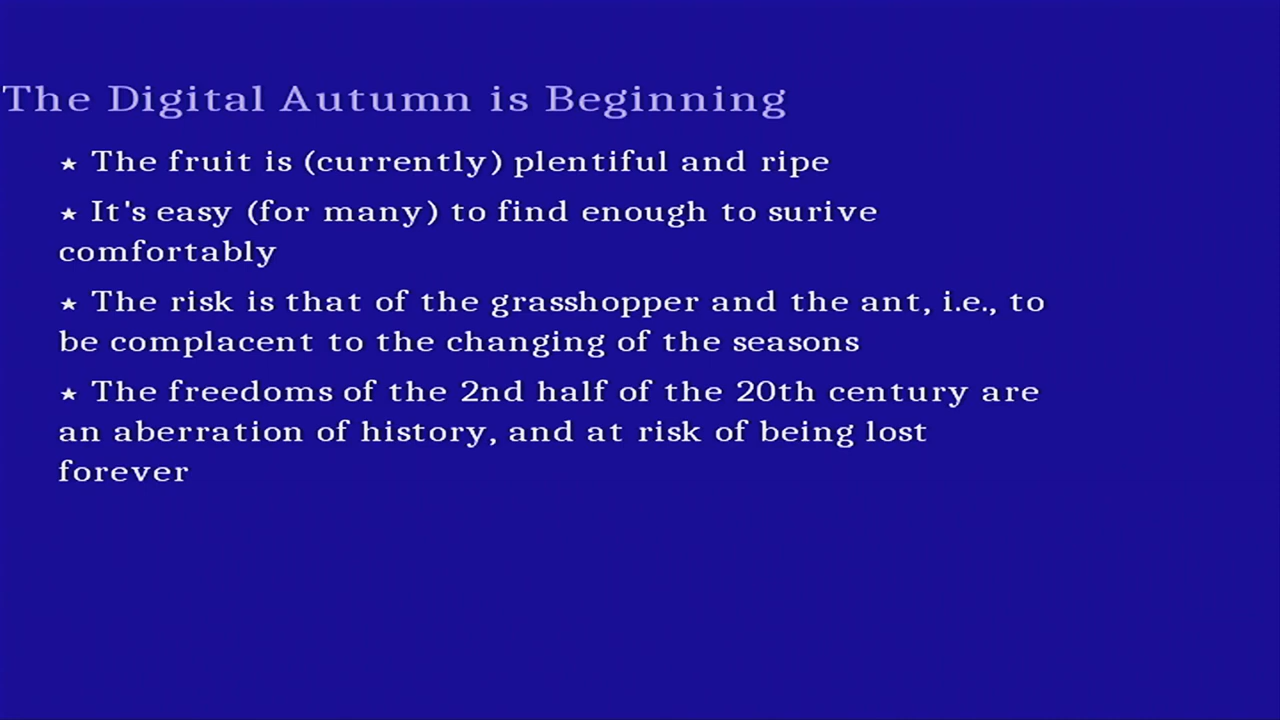 The Digital Autumn is Beginning
★ The fruit is (currently) plentiful and ripe
★ It's easy (for many) to find enough to surive
comfortably
★ The risk is that of the grasshopper and the ant, i.e., to
be complacent to the changing of the seasons
★ The freedoms of the 2nd half of the 20th century are
an aberration of history, and at risk of being lost
forever